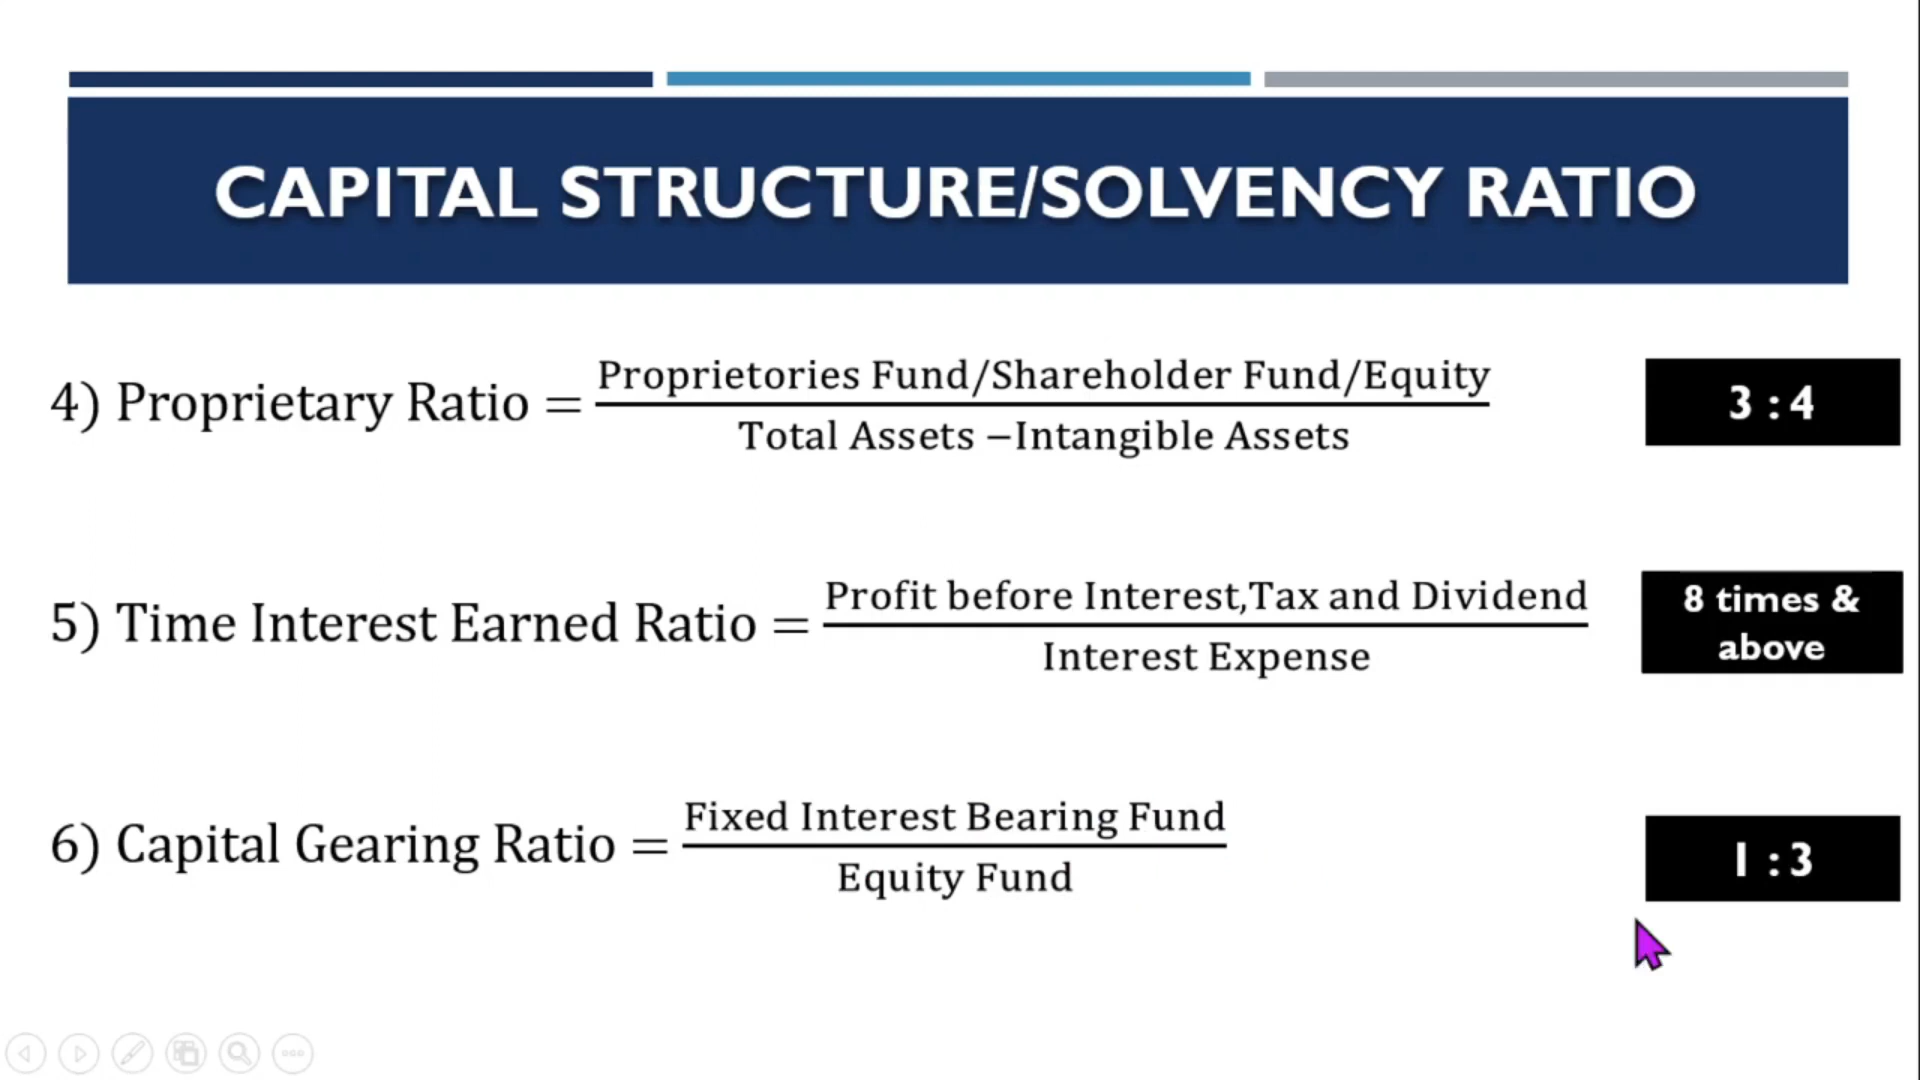 CAPITAL STRUCTURE/SOLVENCY RATIO
4) Proprietary Ratio = Proprietories Fund/Shareholder Fund/Equity
Total Assets −Intangible Assets
3 : 4
5) Time Interest Earned Ratio = Profit before Interest,Tax and Dividend
Interest Expense
8 times &
above
6) Capital Gearing Ratio = Fixed Interest Bearing Fund
Equity Fund
1 : 3